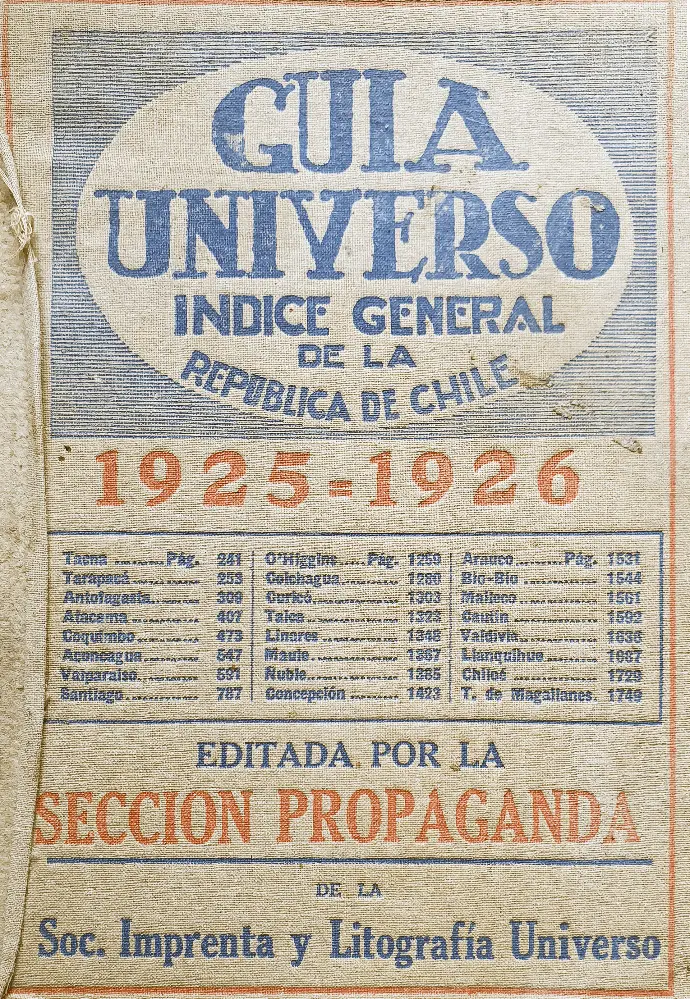 GUIA
UNIVERSO
INDICE GENERAL
DE LA
REPUBLICA DE CHILE
1925=1926
Tacna ........ Pág. 241
Tarapacá ........ 253
Antofagasta ........ 309
Atacama ........ 407
Coquimbo ........ 473
Aconcagua ........ 547
Valparaíso ........ 591
Santiago ........ 787
O'Higgins .... Pág. 1259
Colchagua ........ 1280
Curicó ........ 1303
Talca ........ 1323
Linares ........ 1348
Maule ........ 1367
Ñuble ........ 1385
Concepción ........ 1423
Arauco ........ Pág. 1531
Bio-Bio ........ 1544
Malleco ........ 1561
Cautín ........ 1592
Valdivia ........ 1636
Llanquihue ........ 1687
Chiloé ........ 1729
T. de Magallanes. 1749
EDITADA POR LA
SECCION PROPAGANDA
DE LA
Soc. Imprenta y Litografía Universo